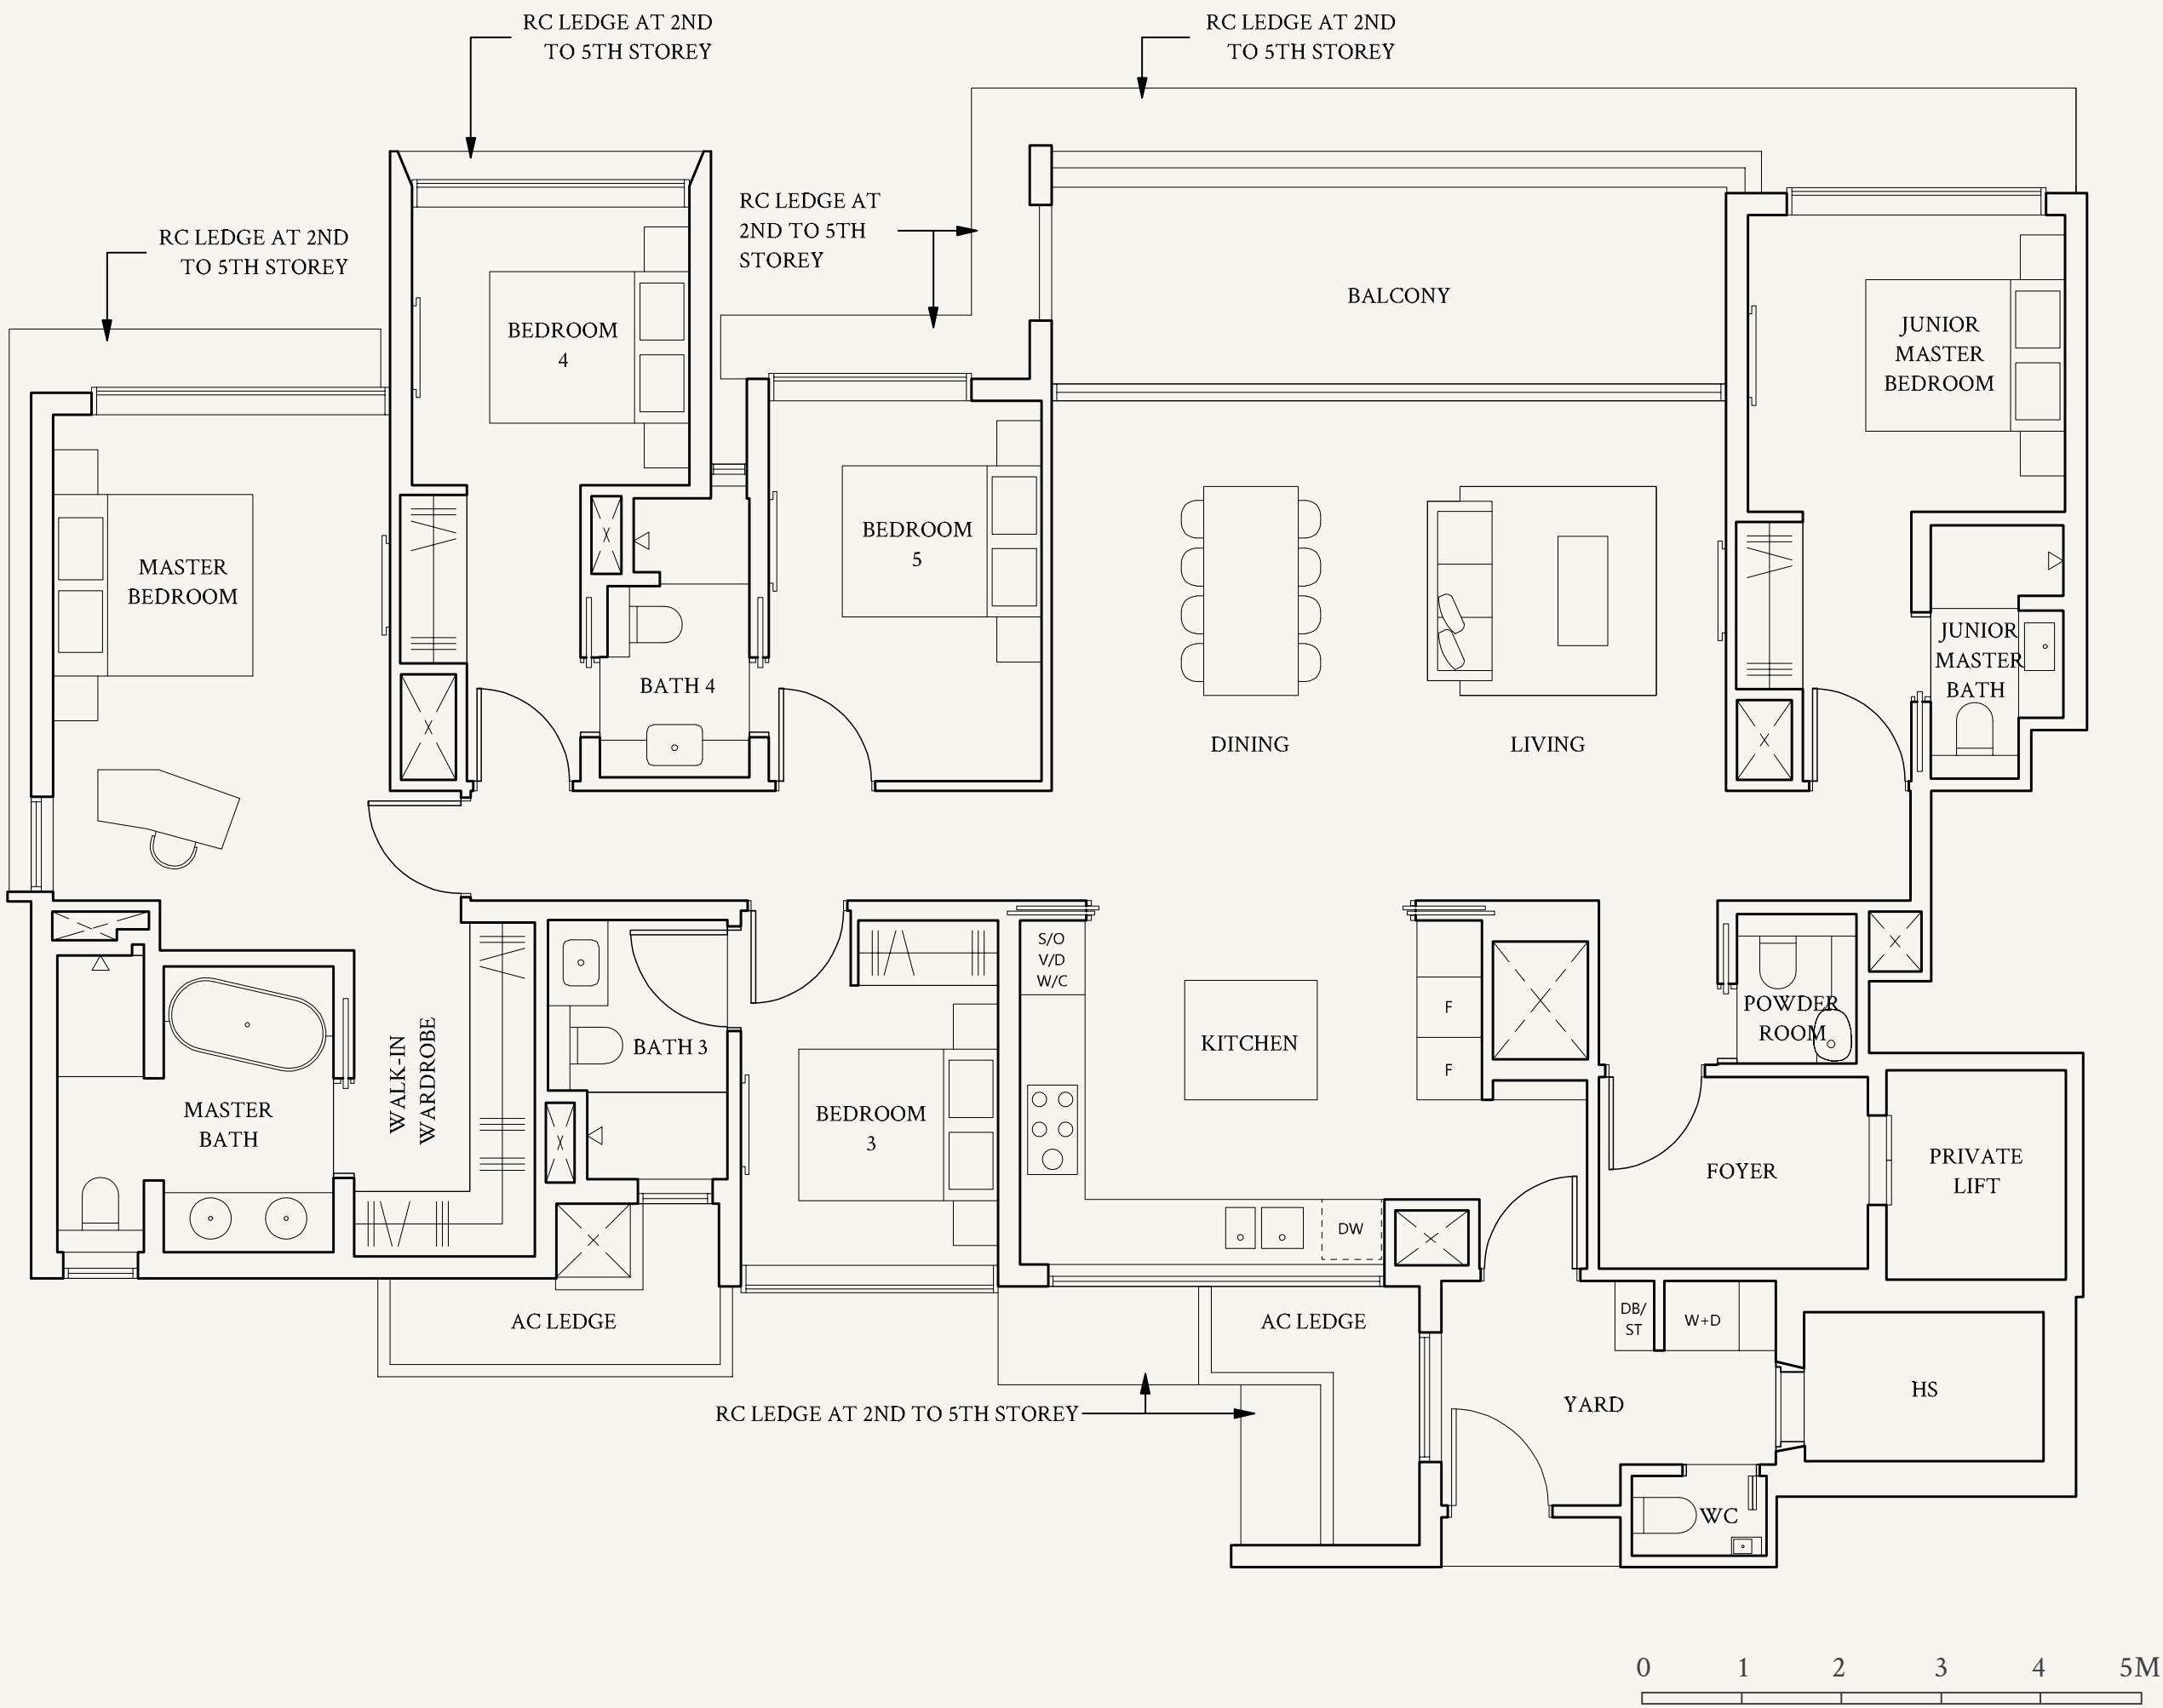 RC LEDGE AT 2ND
TO 5TH STOREY
RC LEDGE AT 2ND
TO 5TH STOREY
RC LEDGE AT
2ND TO 5TH
STOREY
RC LEDGE AT 2ND
TO 5TH STOREY
BALCONY
BEDROOM
4
JUNIOR
MASTER
BEDROOM
BEDROOM
5
MASTER
BEDROOM
JUNIOR
MASTER
BATH
BATH 4
DINING
LIVING
S/O
V/D
W/C
F
F
KITCHEN
POWDER
ROOM
WALK-IN
WARDROBE
BATH 3
MASTER
BATH
BEDROOM
3
FOYER
PRIVATE
LIFT
DW
AC LEDGE
AC LEDGE
DB/
ST
W+D
HS
YARD
RC LEDGE AT 2ND TO 5TH STOREY
WC
0 1 2 3 4 5M